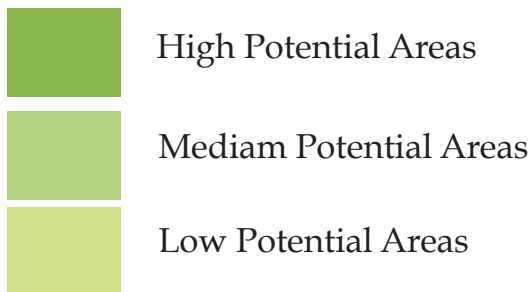 High Potential Areas
Mediam Potential Areas
Low Potential Areas